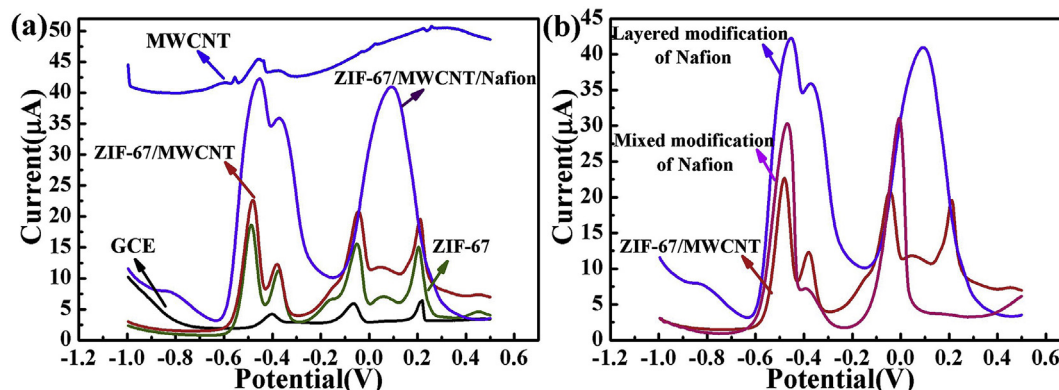 (a)
50
45
40
35
30
25
20
15
10
5
0
Current(μA)
MWCNT
ZIF-67/MWCNT/Nafion
ZIF-67/MWCNT
GCE
ZIF-67
-1.2 -1.0 -0.8 -0.6 -0.4 -0.2 0.0 0.2 0.4 0.6
Potential(V)
(b)
45
40
35
30
25
20
15
10
5
0
Current(μA)
Layered modification
of Nafion
Mixed modification
of Nafion
ZIF-67/MWCNT
-1.2 -1.0 -0.8 -0.6 -0.4 -0.2 0.0 0.2 0.4 0.6
Potential(V)